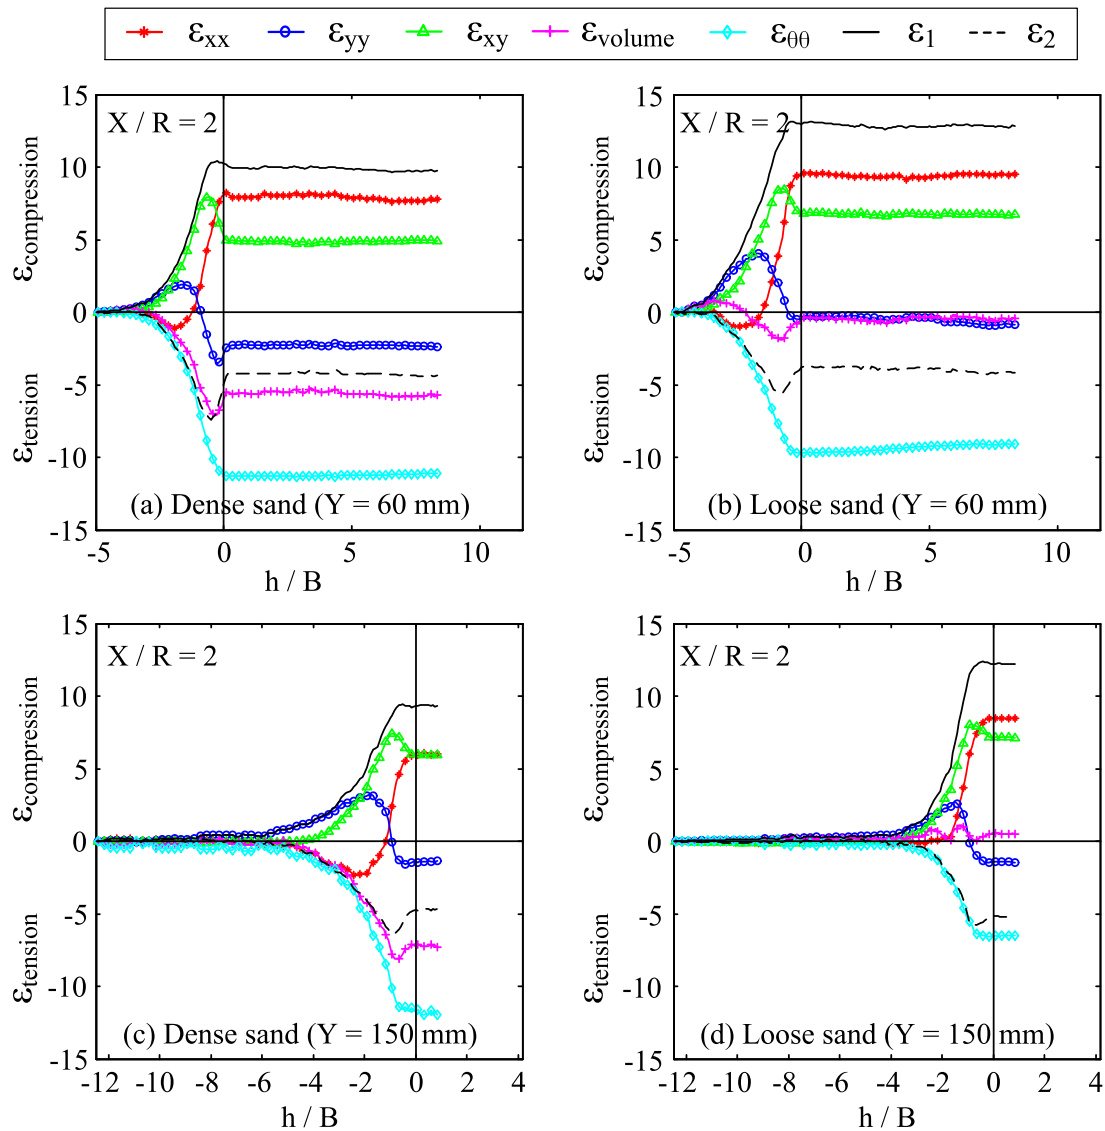 εxx εyy εxy εvolume εθθ ε1 ε2
15
10
5
0
-5
-10
-15
εcompression
εtension
X / R = 2
(a) Dense sand (Y = 60 mm)
-5 0 5 10
h / B
15
10
5
0
-5
-10
-15
εcompression
εtension
X / R = 2
(b) Loose sand (Y = 60 mm)
-5 0 5 10
h / B
15
10
5
0
-5
-10
-15
εcompression
εtension
X / R = 2
(c) Dense sand (Y = 150 mm)
-12 -10 -8 -6 -4 -2 0 2 4
h / B
15
10
5
0
-5
-10
-15
εcompression
εtension
X / R = 2
(d) Loose sand (Y = 150 mm)
-12 -10 -8 -6 -4 -2 0 2 4
h / B